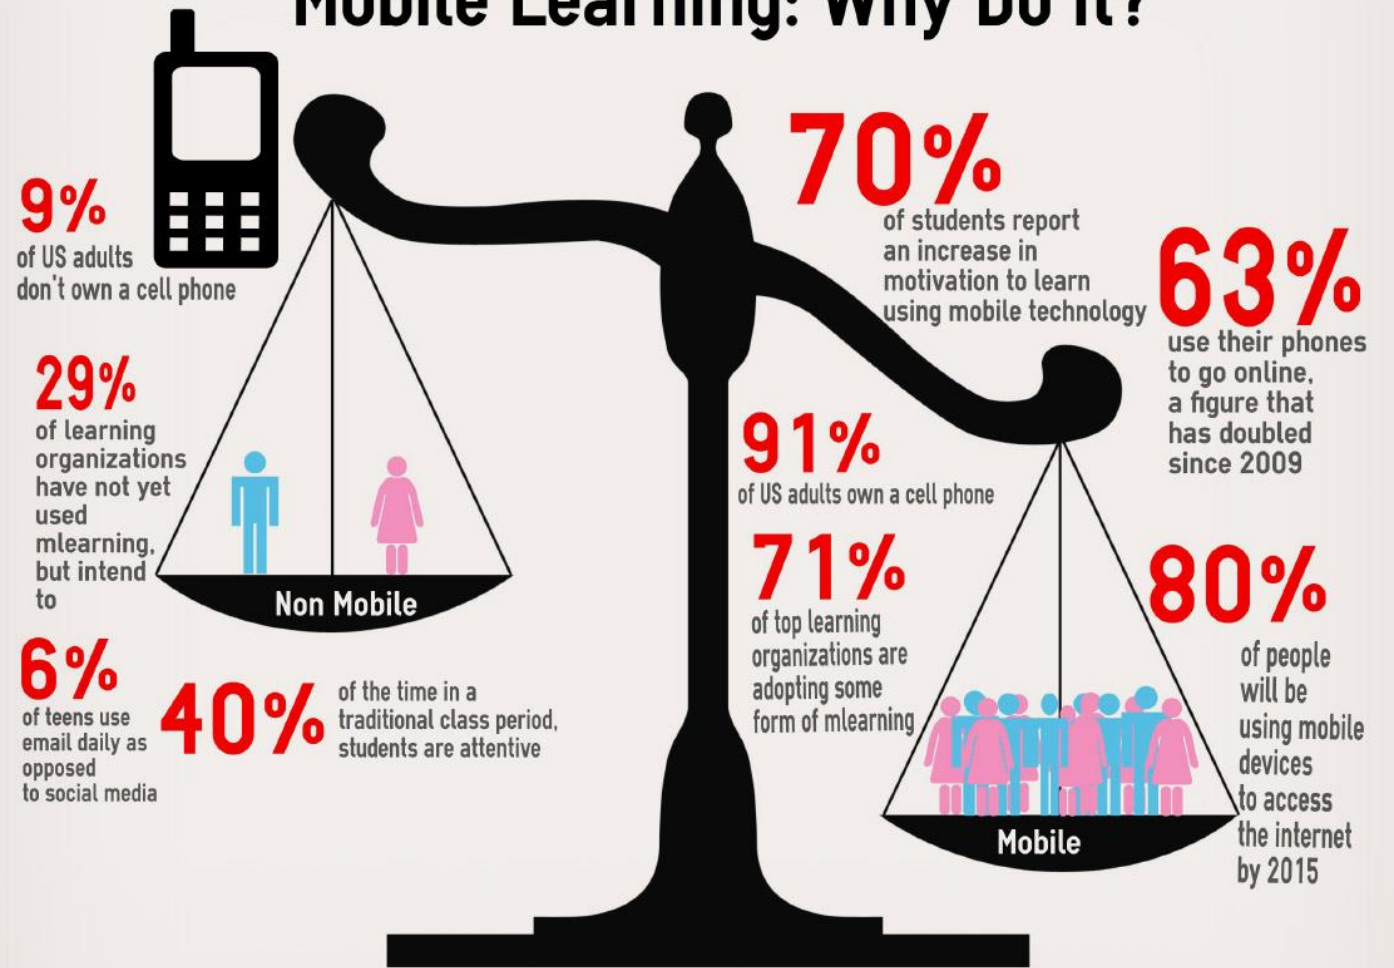 Mobile Learning: Why Do It?
9%
of US adults
don't own a cell phone
29%
of learning
organizations
have not yet
used
mlearning,
but intend
to
Non Mobile
6%
of teens use
email daily as
opposed
to social media
40%
of the time in a
traditional class period,
students are attentive
70%
of students report
an increase in
motivation to learn
using mobile technology
63%
use their phones
to go online,
a figure that
has doubled
since 2009
91%
of US adults own a cell phone
71%
of top learning
organizations are
adopting some
form of mlearning
80%
of people
will be
using mobile
devices
to access
the internet
by 2015
Mobile